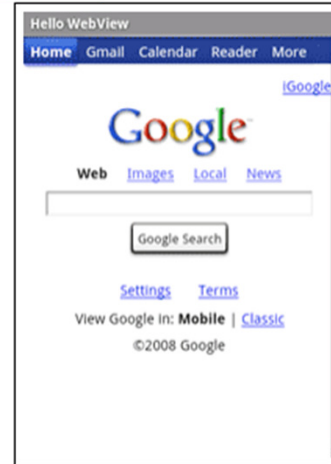 Hello WebView
Home Gmail Calendar Reader More
iGoogle
Google
Web Images Local News
Google Search
Settings Terms
View Google in: Mobile | Classic
©2008 Google